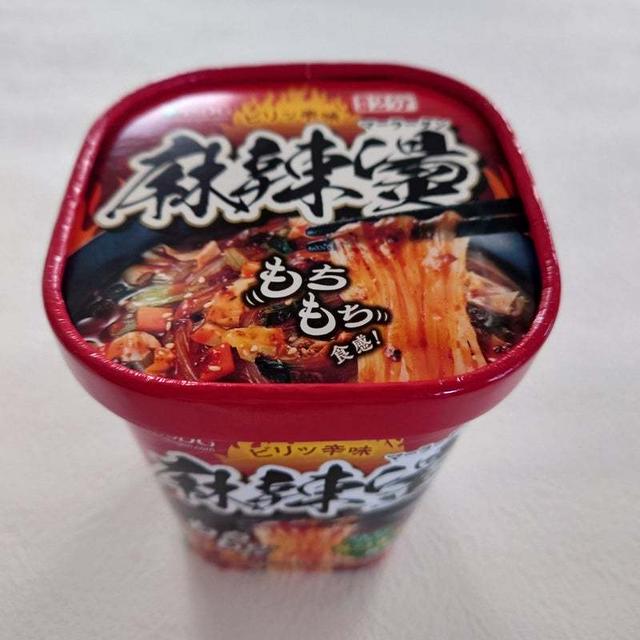 ピリッ辛味
マーラータン
麻辣湯
もち
もち
食感!
ピリッ辛味
麻辣湯